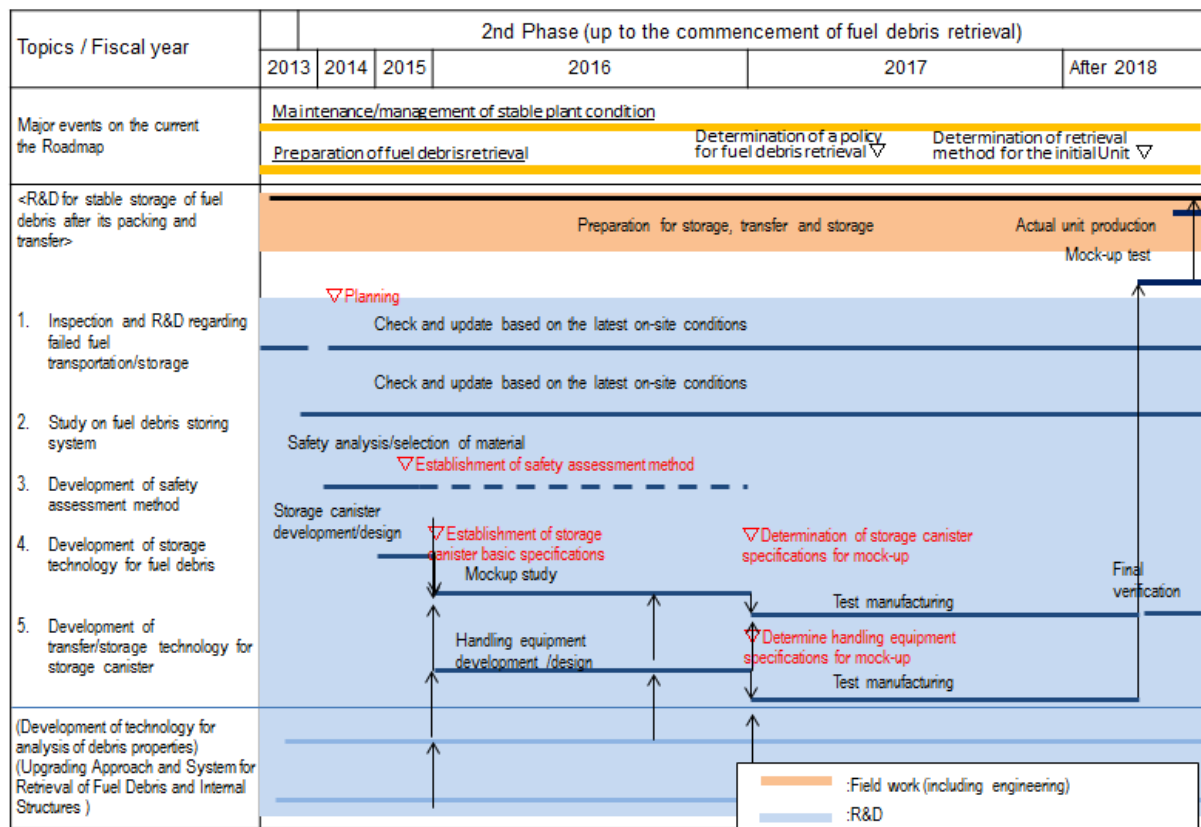 Topics / Fiscal year
2nd Phase (up to the commencement of fuel debris retrieval)
2013
2014
2015
2016
2017
After 2018
Major events on the current
the Roadmap
Maintenance/management of stable plant condition
Preparation of fuel debris retrieval
Determination of a policy
for fuel debris retrieval ▽
Determination of retrieval
method for the initial Unit ▽
<R&D for stable storage of fuel
debris after its packing and
transfer>
Preparation for storage, transfer and storage
Actual unit production
Mock-up test
▽Planning
1. Inspection and R&D regarding
failed fuel
transportation/storage
Check and update based on the latest on-site conditions
Check and update based on the latest on-site conditions
2. Study on fuel debris storing
system
Safety analysis/selection of material
▽Establishment of safety assessment method
3. Development of safety
assessment method
Storage canister
development/design
▽Establishment of storage
canister basic specifications
▽Determination of storage canister
specifications for mock-up
4. Development of storage
technology for fuel debris
Mockup study
Final
verification
Test manufacturing
5. Development of
transfer/storage technology for
storage canister
Handling equipment
development /design
▽Determine handling equipment
specifications for mock-up
Test manufacturing
(Development of technology for
analysis of debris properties)
(Upgrading Approach and System for
Retrieval of Fuel Debris and Internal
Structures )
:Field work (including engineering)
:R&D